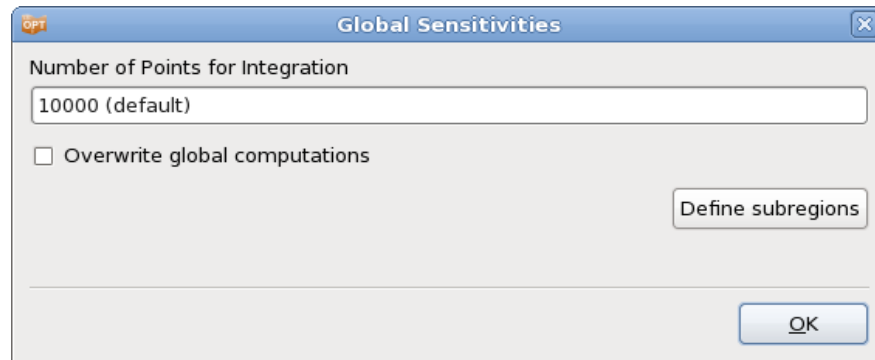 OPT
Global Sensitivities
Number of Points for Integration
10000 (default)
Overwrite global computations
Define subregions
OK